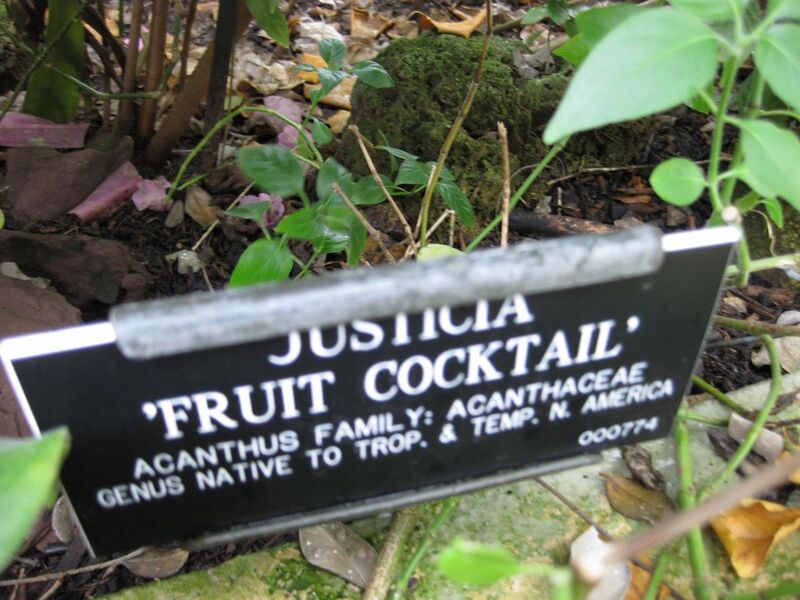 JUSTICIA
'FRUIT COCKTAIL'
ACANTHUS FAMILY: ACANTHACEAE
GENUS NATIVE TO TROP. & TEMP. N. AMERICA
000774